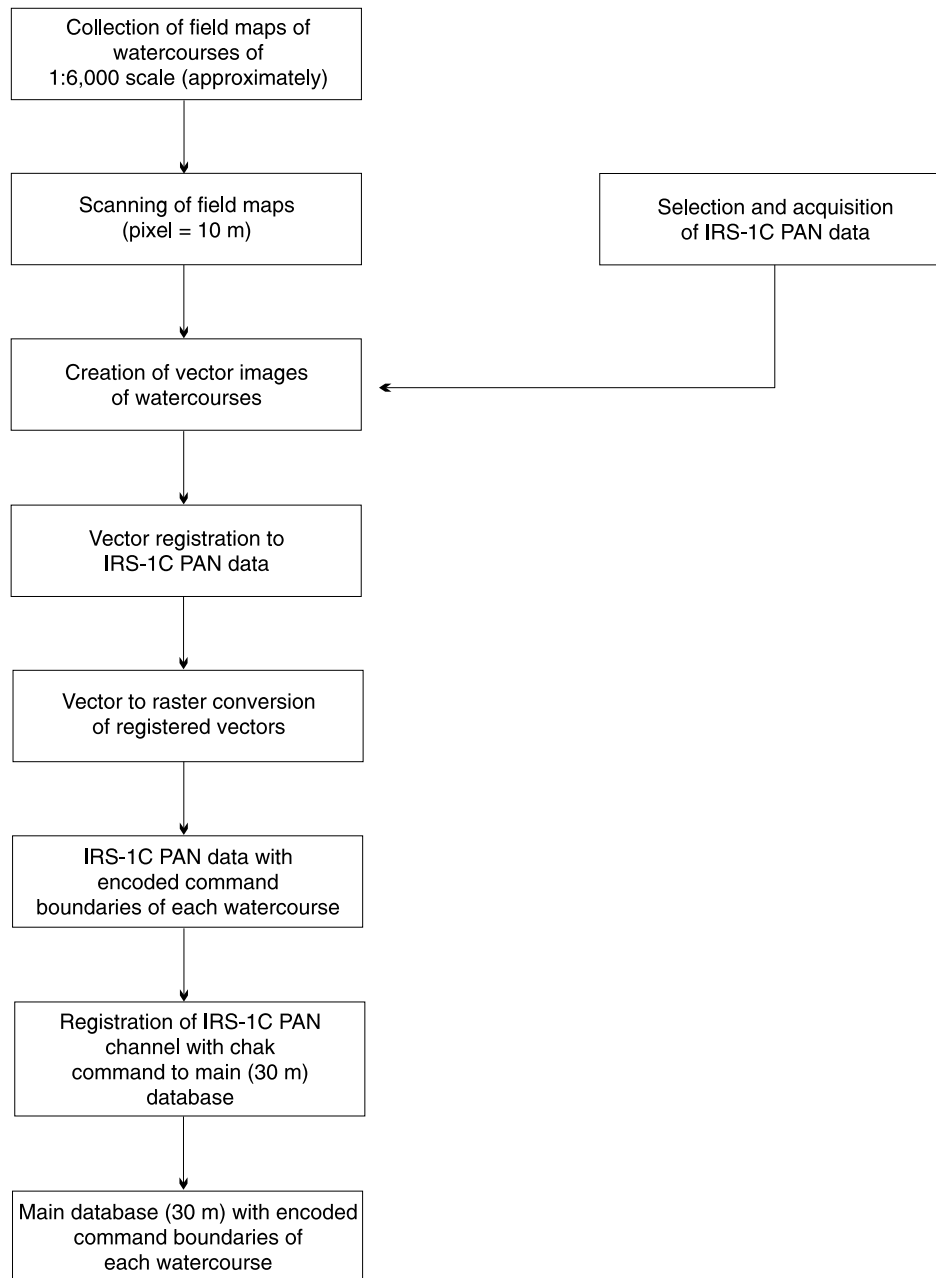 Collection of field maps of
watercourses of
1:6,000 scale (approximately)
Scanning of field maps
(pixel = 10 m)
Selection and acquisition
of IRS-1C PAN data
Creation of vector images
of watercourses
Vector registration to
IRS-1C PAN data
Vector to raster conversion
of registered vectors
IRS-1C PAN data with
encoded command
boundaries of each watercourse
Registration of IRS-1C PAN
channel with chak
command to main (30 m)
database
Main database (30 m) with encoded
command boundaries of
each watercourse